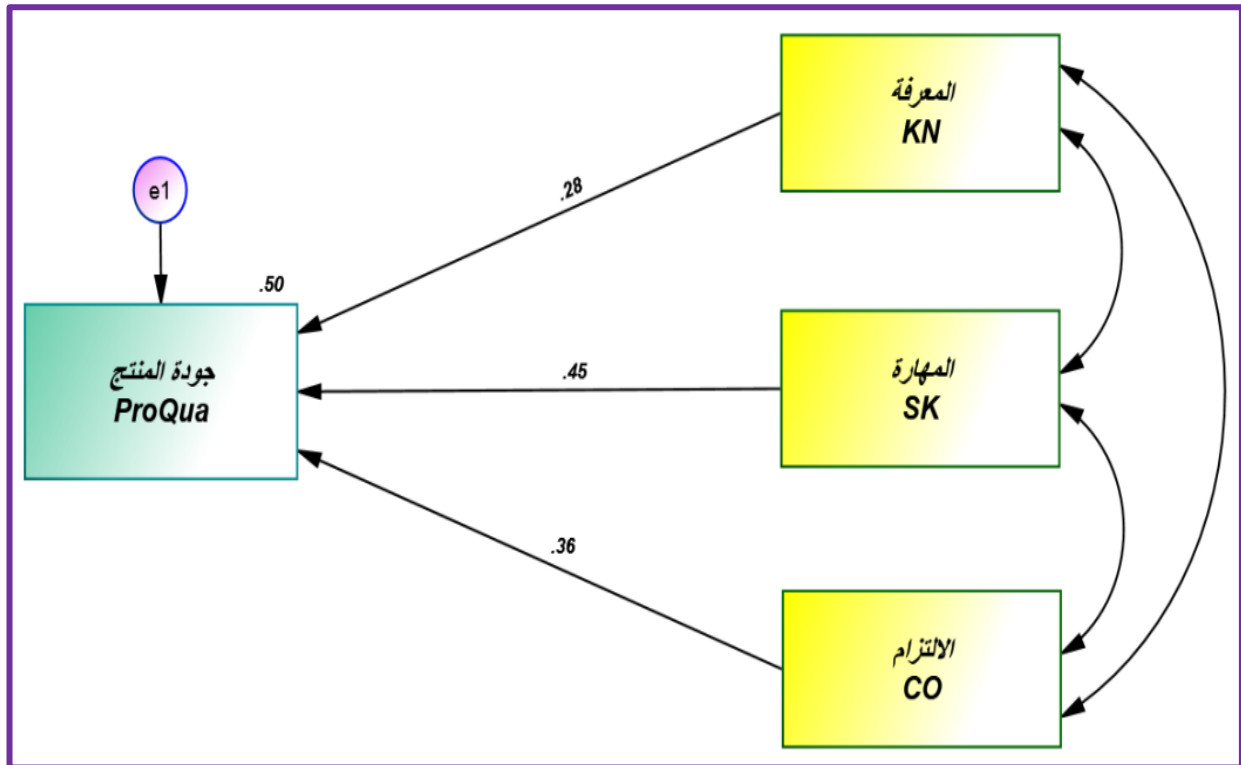 المعرفة
KN
.28
e1
.50
جودة المنتج
ProQua
.45
المهارة
SK
.36
الالتزام
CO